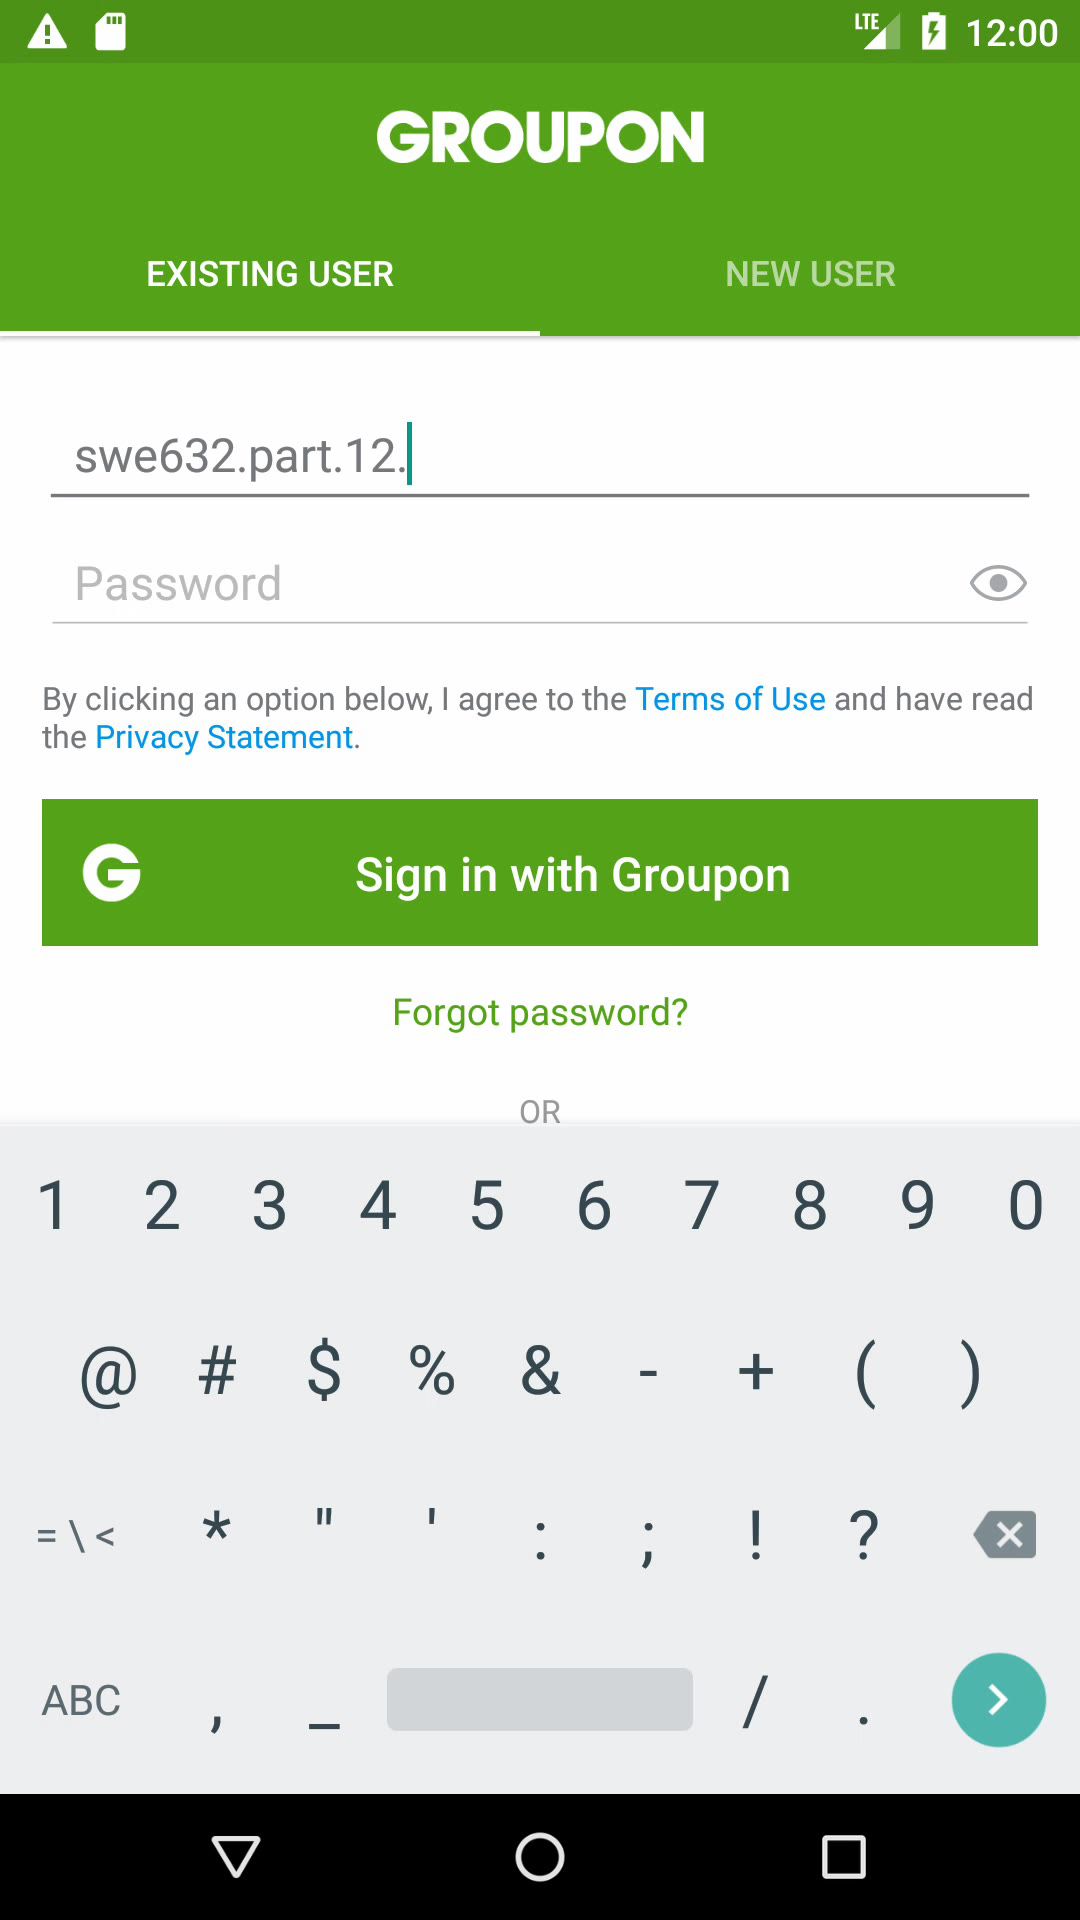 LTE 12:00
GROUPON
EXISTING USER NEW USER
swe632.part.12.
Password
By clicking an option below, I agree to the Terms of Use and have read
the Privacy Statement.
G Sign in with Groupon
Forgot password?
OR
1 2 3 4 5 6 7 8 9 0
@ # $ % & - + ( )
= \ < * " ' : ; ! ?
ABC , _ / .